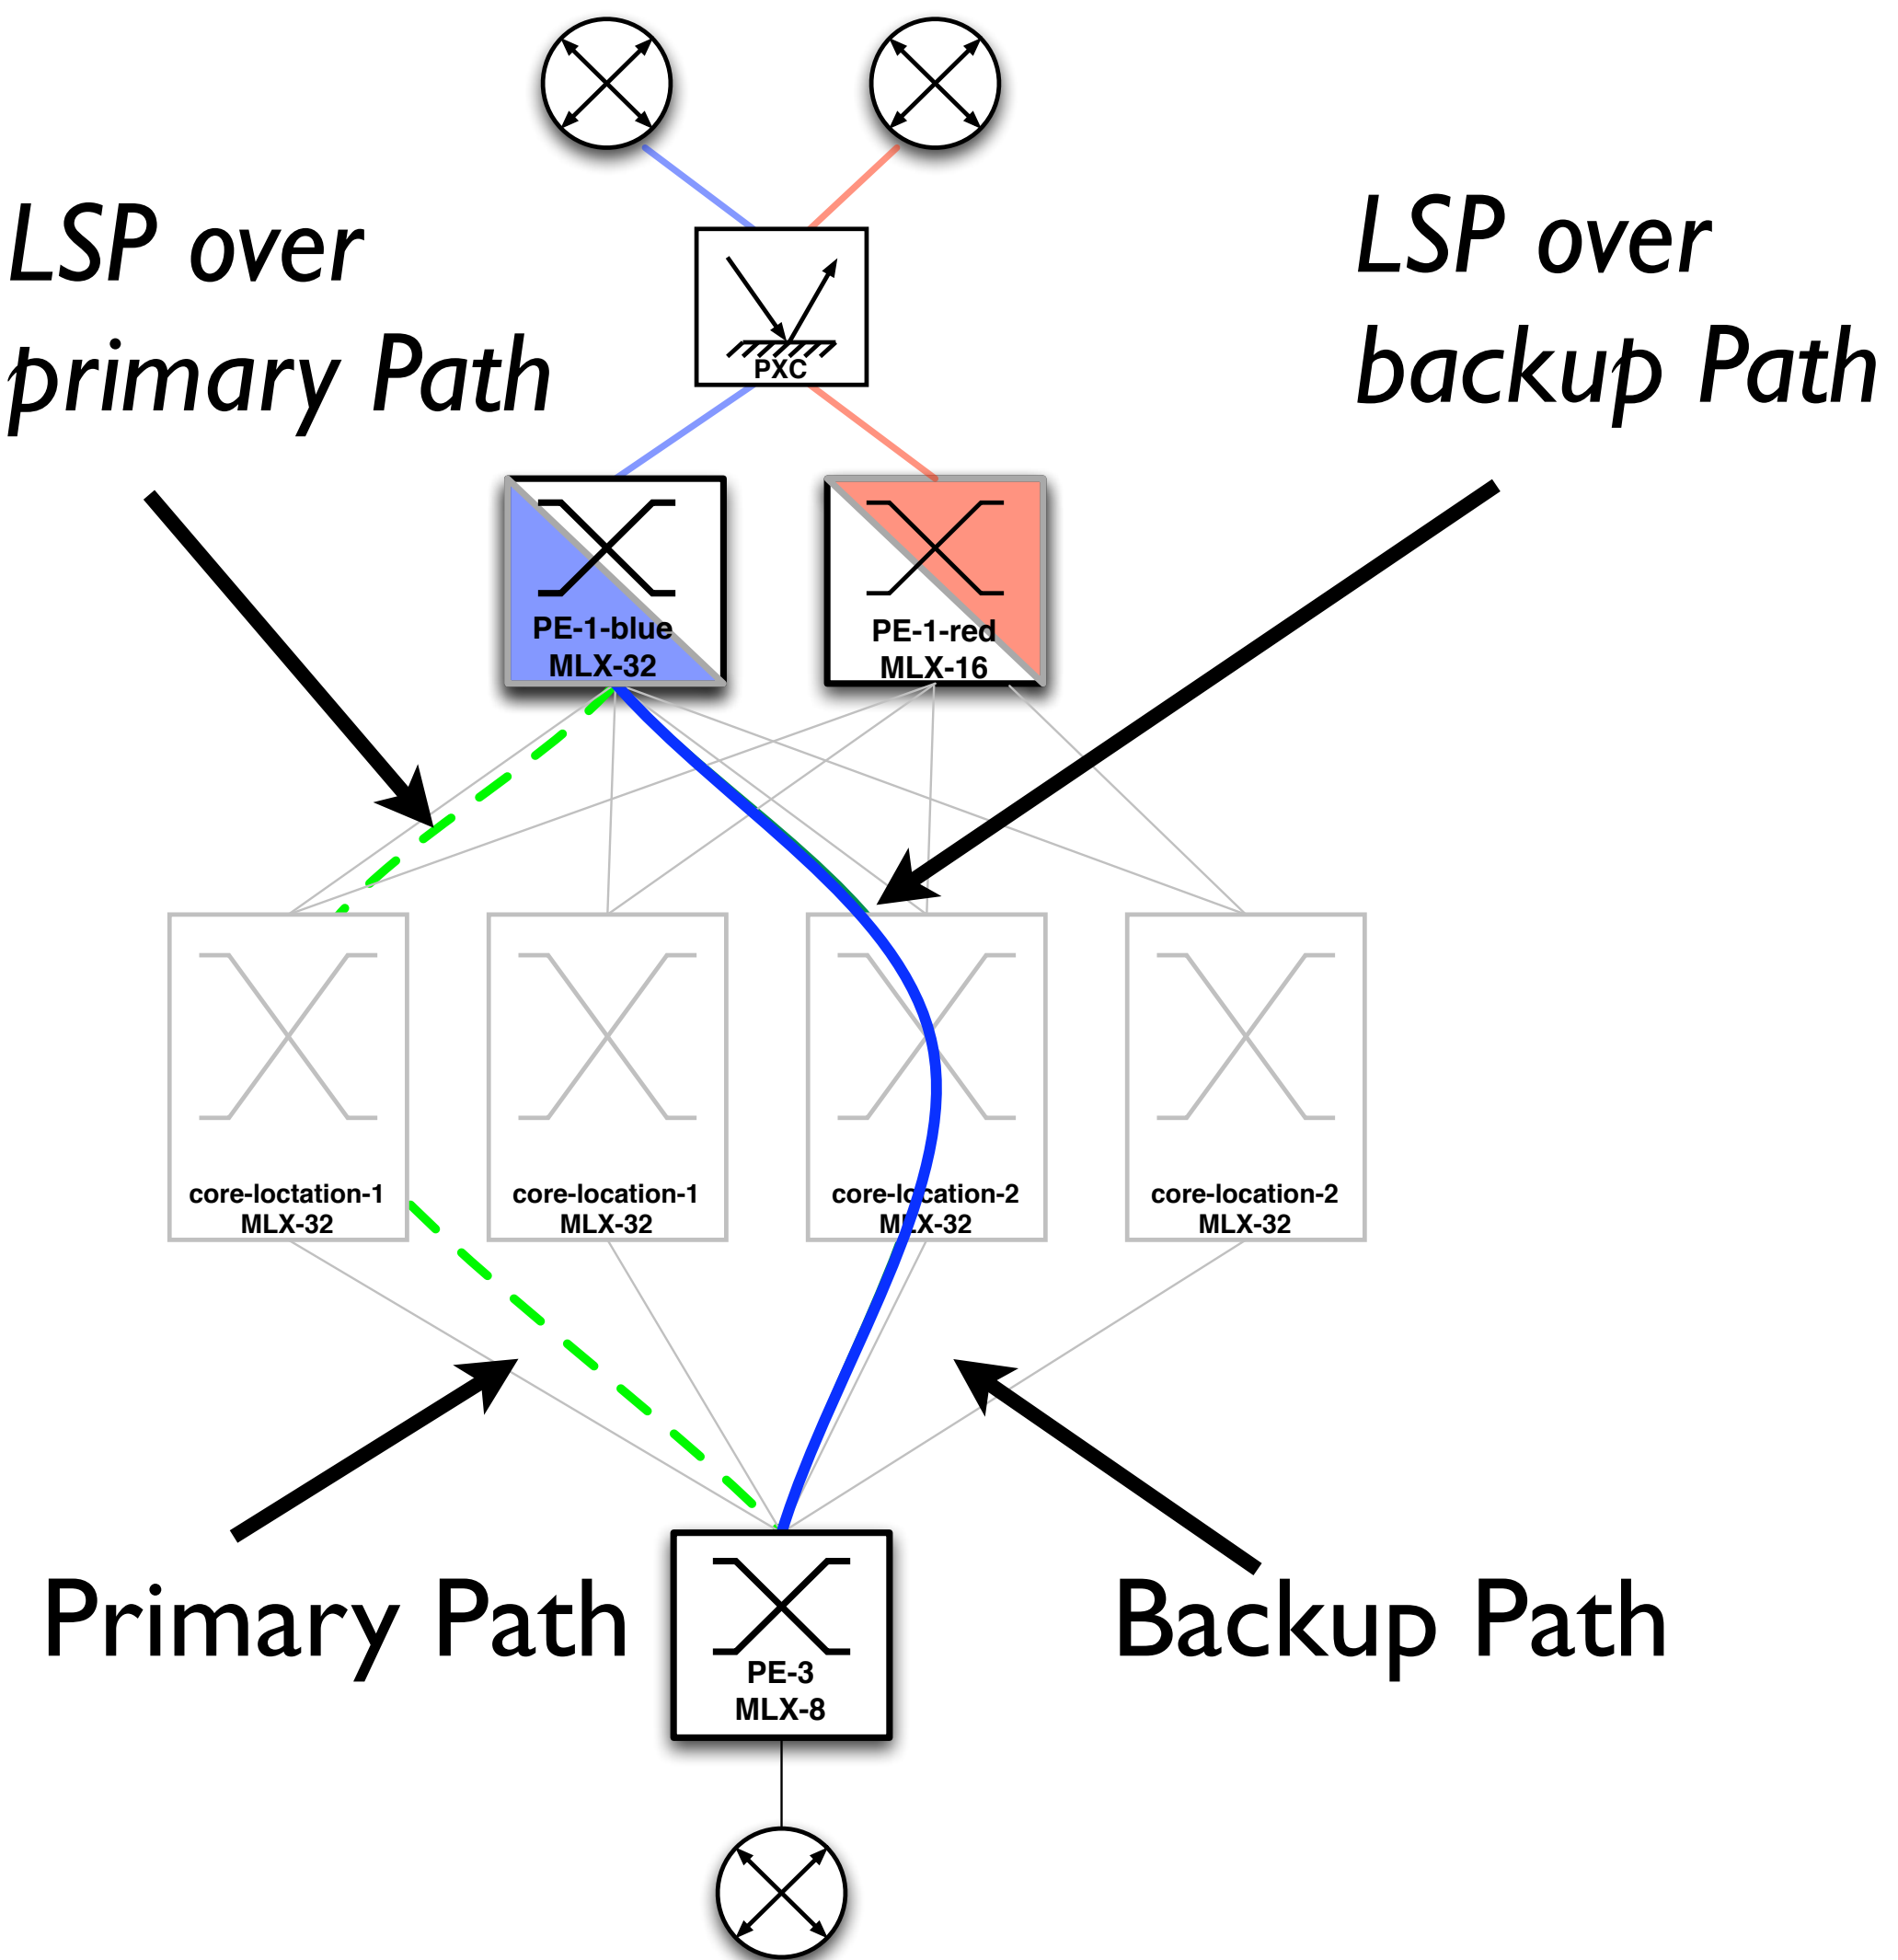 LSP over
primary Path
LSP over
backup Path
PXC
PE-1-blue
MLX-32
PE-1-red
MLX-16
core-loctation-1
MLX-32
core-location-1
MLX-32
core-location-2
MLX-32
core-location-2
MLX-32
Primary Path
Backup Path
PE-3
MLX-8